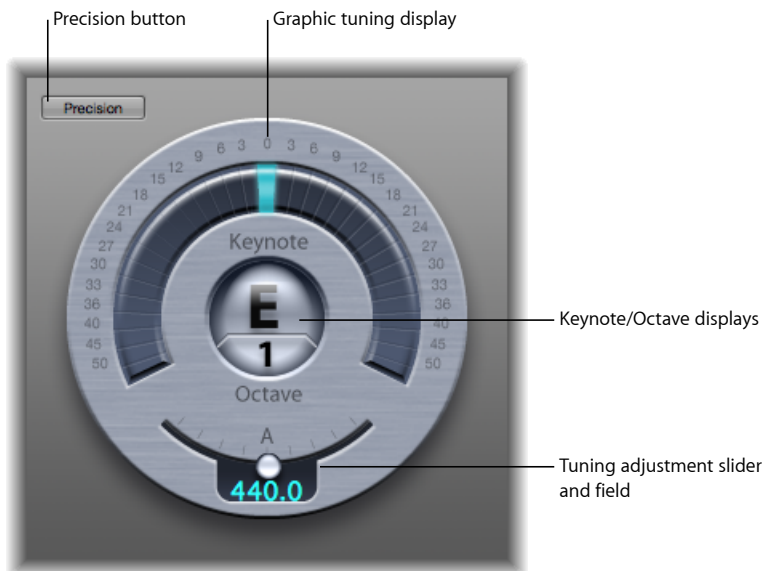 Precision button
Graphic tuning display
Precision
50 45 40 36 33 30 27 24 21 18 15 12 9 6 3 0 3 6 9 12 15 18 21 24 27 30 33 36 40 45 50
Keynote
E
1
Octave
Keynote/Octave displays
A
440.0
Tuning adjustment slider
and field